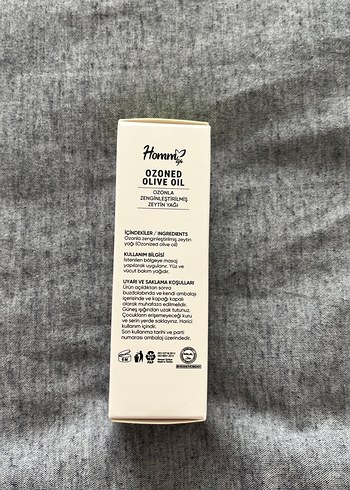 Hommy
OZONED
OLIVE OIL
OZONLA
ZENGİNLEŞTİRİLMİŞ
ZEYTİN YAĞI
İÇİNDEKİLER / INGREDIENTS
Ozonla zenginleştirilmiş zeytin
yağı (Ozonized olive oil)
KULLANIM BİLGİSİ
İstenilen bölgeye masaj
yapılarak uygulanır. Yüz ve
vücut bakım yağıdır.
UYARI VE SAKLAMA KOŞULLARI
Ürün açıldıktan sonra
buzdolabında ve kendi ambalajı
içerisinde ve kapağı kapalı
olarak muhafaza edilmelidir.
Güneş ışığından uzak tutunuz.
Çocukların erişemeyeceği kuru
ve serin yerde saklayınız. Harici
kullanım içindir.
Son kullanma tarihi ve parti
numarası ambalaj üzerindedir.